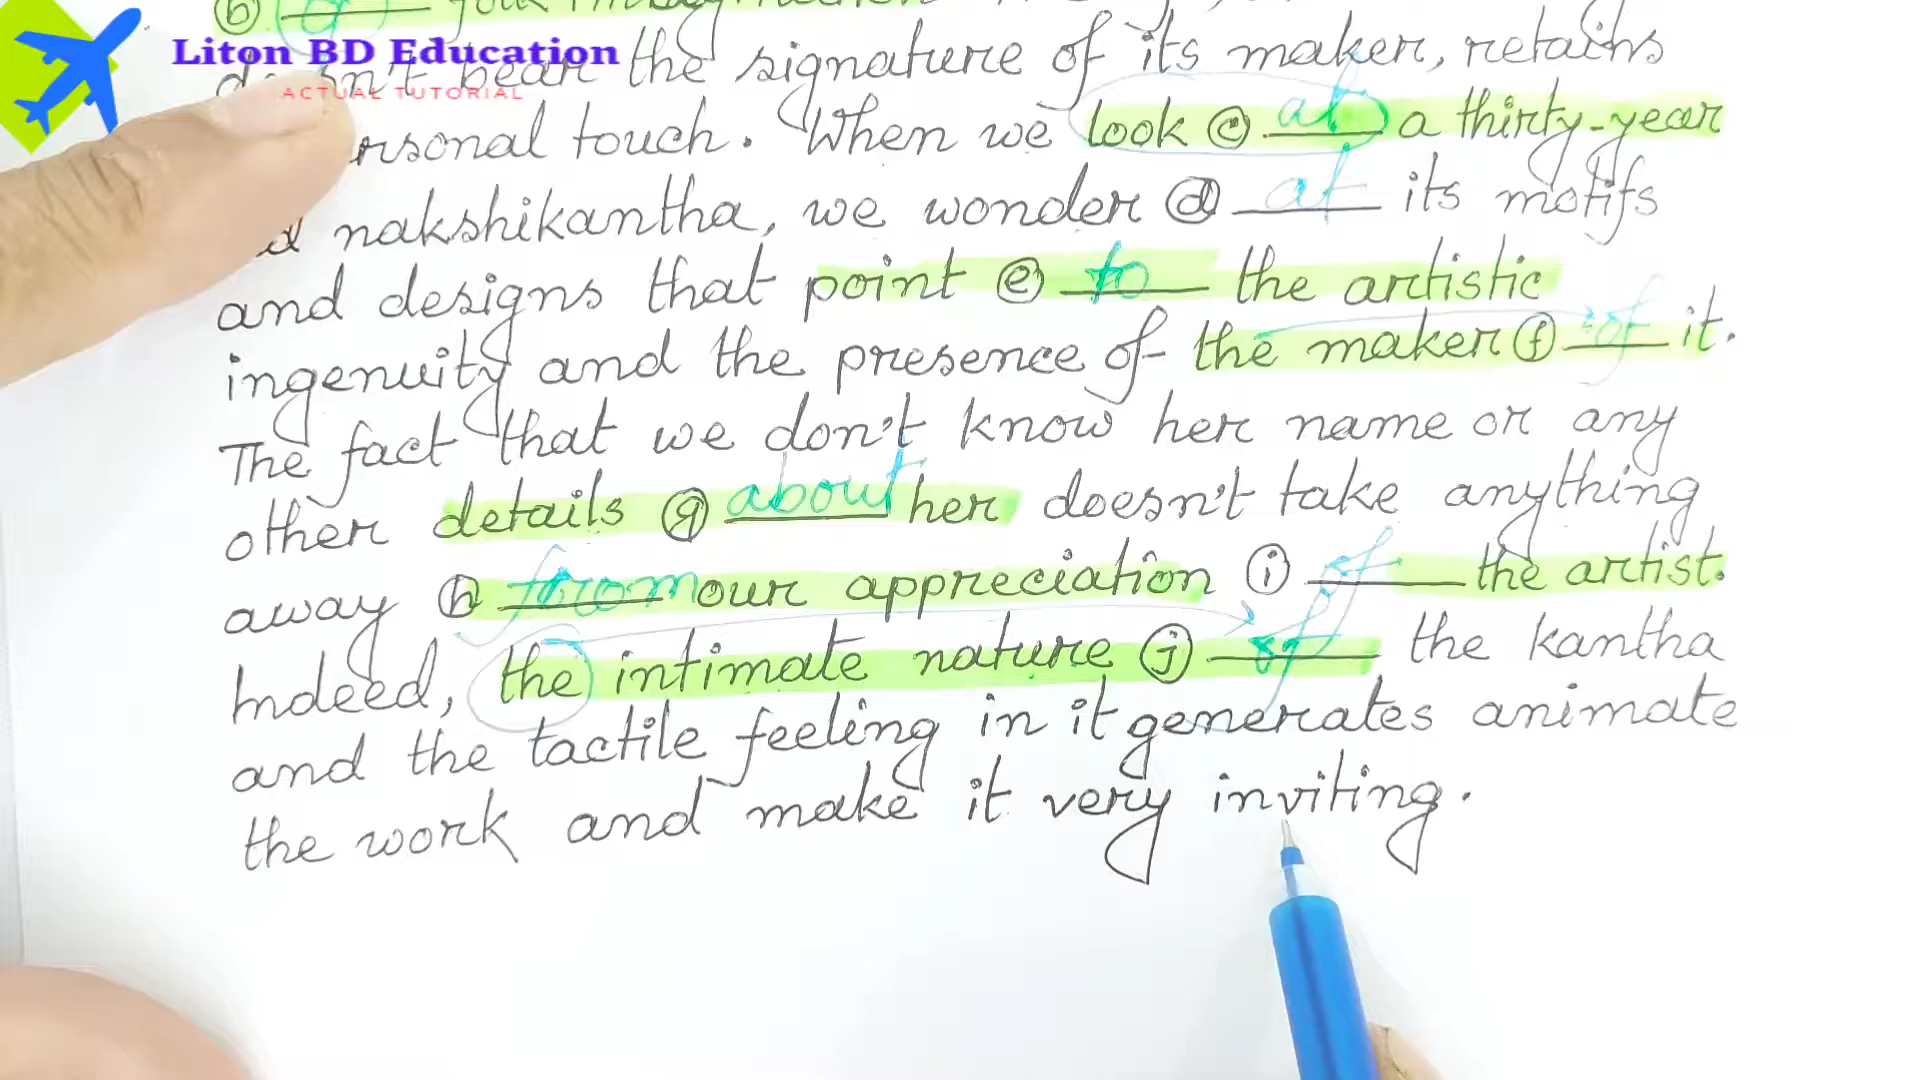 Liton BD Education
ACTUAL TUTORIAL
ⓑ
bear the signature of its maker, retains
personal touch. When we look ⓒ at a thirty-year
nakshikantha, we wonder ⓓ at its motifs
and designs that point ⓔ to the artistic
ingenuity and the presence of the maker ⓕ of it.
The fact that we don't know her name or any
other details ⓖ about her doesn't take anything
away ⓗ from our appreciation ⓘ of the artist.
Indeed, the intimate nature ⓙ of the kantha
and the tactile feeling in it generates animate
the work and make it very inviting.